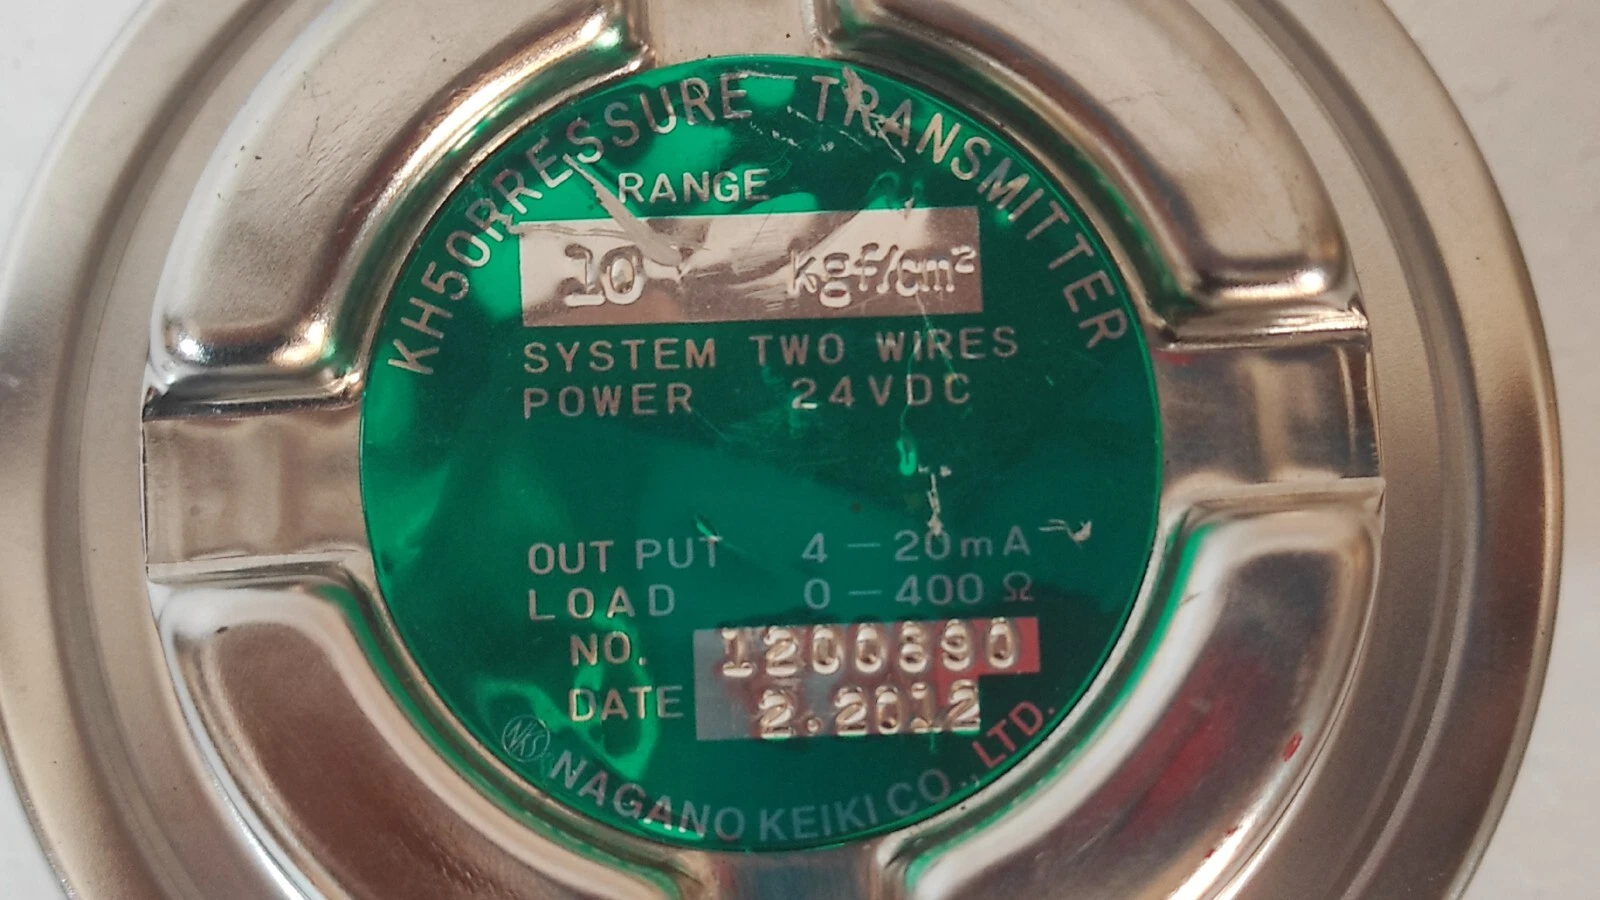 KH50PRESSURE TRANSMITTER
RANGE
10 kgf/cm²
SYSTEM TWO WIRES
POWER 24VDC
OUT PUT 4 – 20mA
LOAD 0 – 400 Ω
NO. 1200890
DATE 2.2012
NKS NAGANO KEIKI CO., LTD.